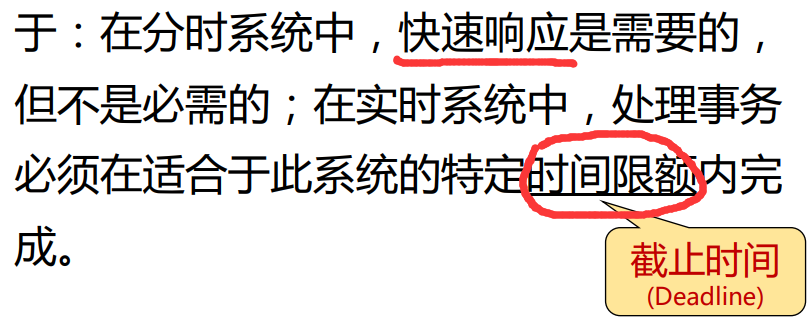 于：在分时系统中，快速响应是需要的，
但不是必需的；在实时系统中，处理事务
必须在适合于此系统的特定时间限额内完
成。
截止时间
(Deadline)